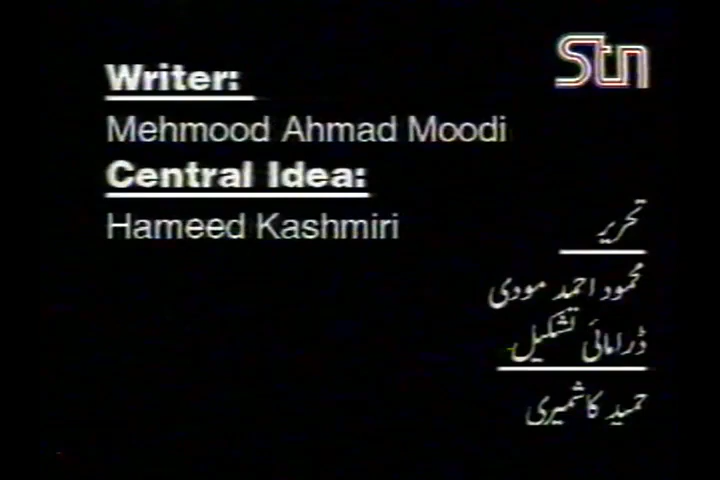 Stn
Writer:
Mehmood Ahmad Moodi
Central Idea:
Hameed Kashmiri
تحریر
محمود احمد مودی
ڈرامائی تشکیل
حمید کاشمیری